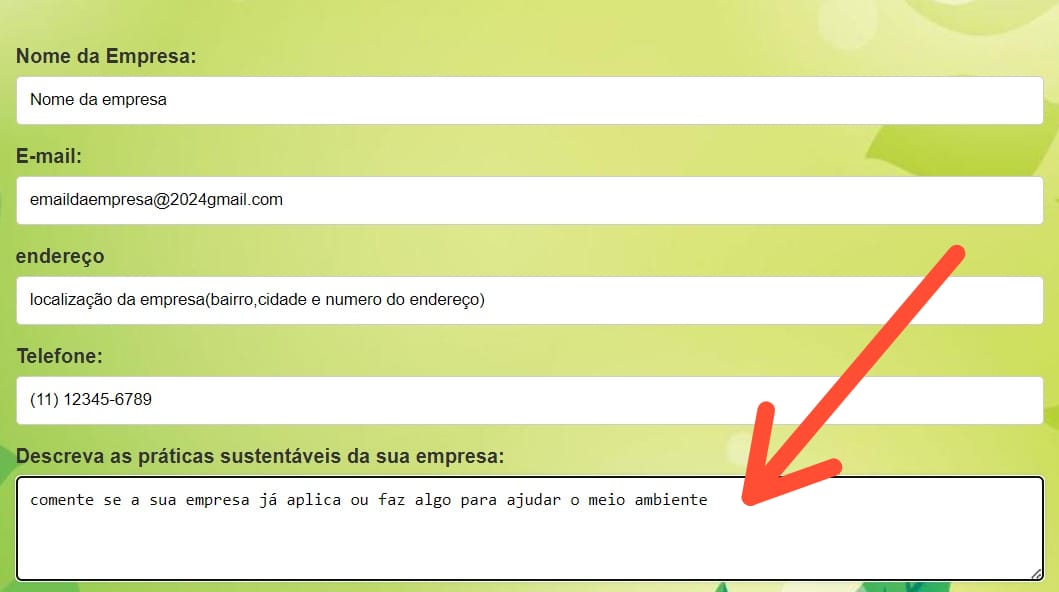 Nome da Empresa:
Nome da empresa
E-mail:
emaildaempresa@2024gmail.com
endereço
localização da empresa(bairro,cidade e numero do endereço)
Telefone:
(11) 12345-6789
Descreva as práticas sustentáveis da sua empresa:
comente se a sua empresa já aplica ou faz algo para ajudar o meio ambiente